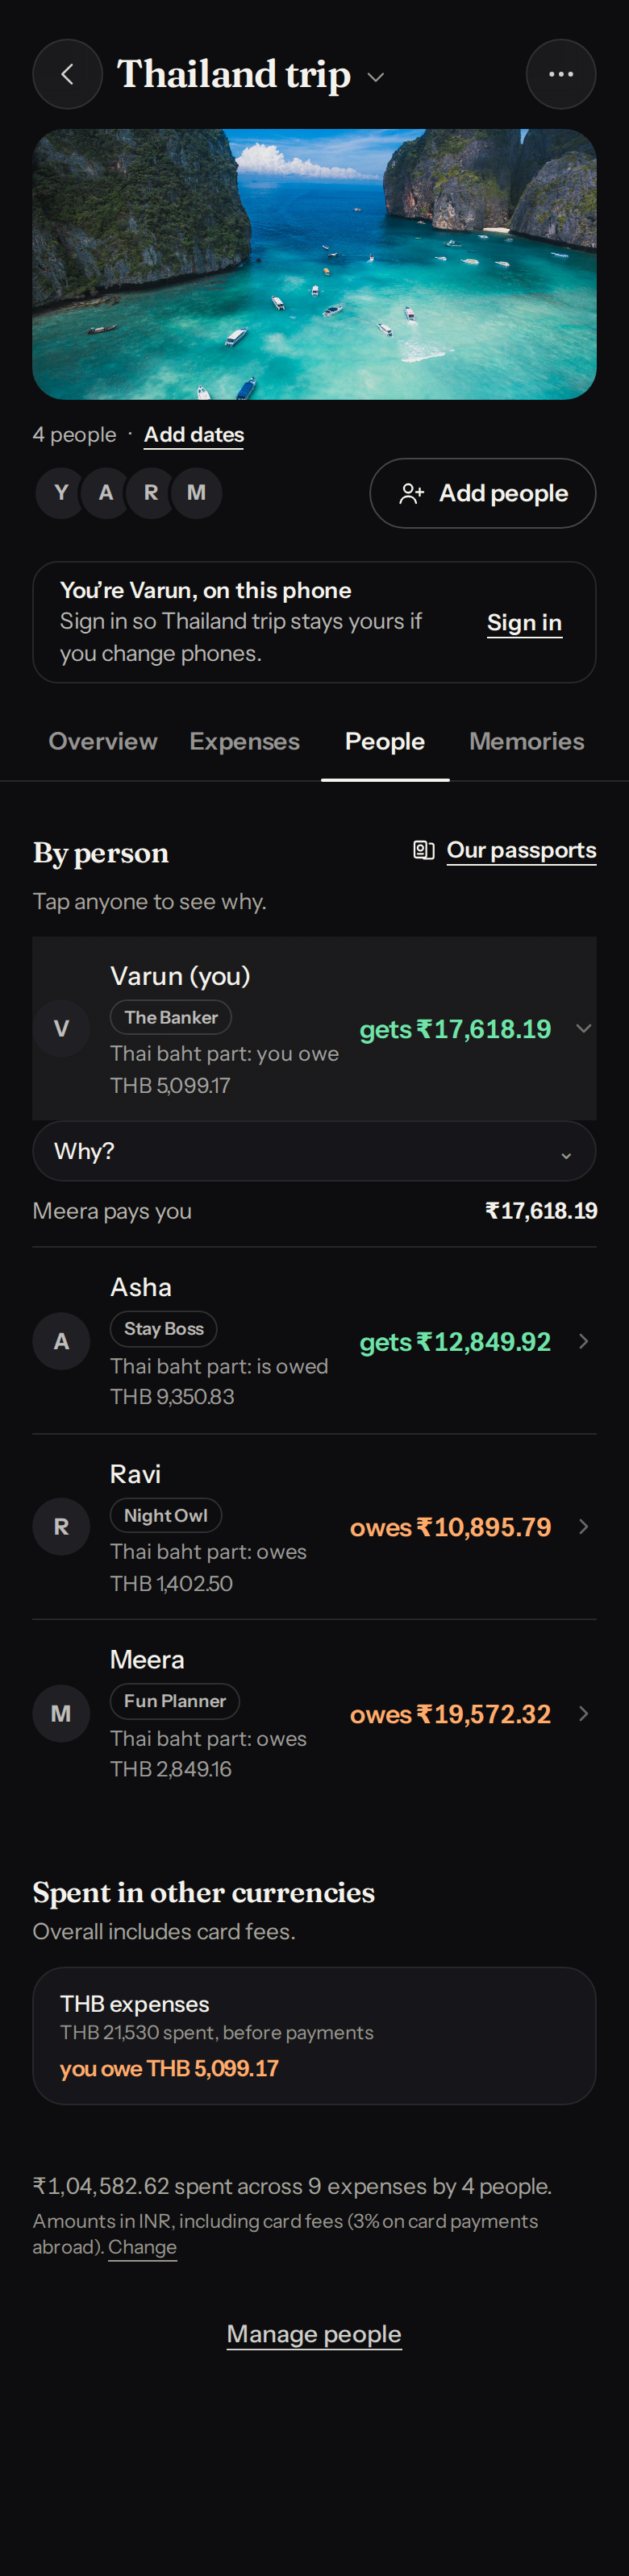 Thailand trip
4 people · Add dates
Y A R M
Add people
You’re Varun, on this phone
Sign in so Thailand trip stays yours if
you change phones.
Sign in
Overview Expenses People Memories
By person
Our passports
Tap anyone to see why.
V
Varun (you)
The Banker
Thai baht part: you owe
THB 5,099.17
gets ₹17,618.19
Why?
Meera pays you ₹17,618.19
A
Asha
Stay Boss
Thai baht part: is owed
THB 9,350.83
gets ₹12,849.92
R
Ravi
Night Owl
Thai baht part: owes
THB 1,402.50
owes ₹10,895.79
M
Meera
Fun Planner
Thai baht part: owes
THB 2,849.16
owes ₹19,572.32
Spent in other currencies
Overall includes card fees.
THB expenses
THB 21,530 spent, before payments
you owe THB 5,099.17
₹1,04,582.62 spent across 9 expenses by 4 people.
Amounts in INR, including card fees (3% on card payments
abroad). Change
Manage people